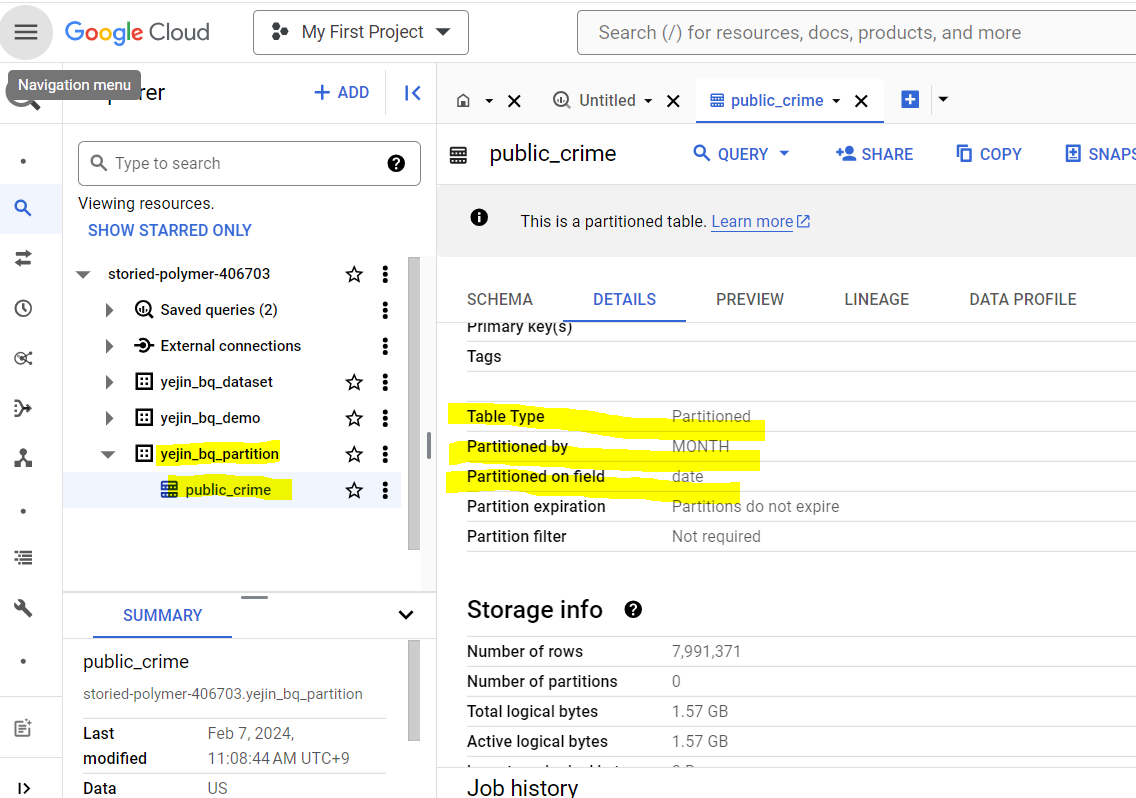 Google Cloud
My First Project
Search (/) for resources, docs, products, and more
Navigation menu
rer
+ ADD
Untitled
public_crime
Type to search
public_crime
QUERY
SHARE
COPY
SNAPS
Viewing resources.
SHOW STARRED ONLY
This is a partitioned table. Learn more
storied-polymer-406703
Saved queries (2)
External connections
yejin_bq_dataset
yejin_bq_demo
yejin_bq_partition
public_crime
SCHEMA
DETAILS
PREVIEW
LINEAGE
DATA PROFILE
Primary key(s)
Tags
Table Type Partitioned
Partitioned by MONTH
Partitioned on field date
Partition expiration Partitions do not expire
Partition filter Not required
Storage info
Number of rows 7,991,371
Number of partitions 0
Total logical bytes 1.57 GB
Active logical bytes 1.57 GB
Job history
SUMMARY
public_crime
storied-polymer-406703.yejin_bq_partition
Last modified Feb 7, 2024, 11:08:44 AM UTC+9
Data US